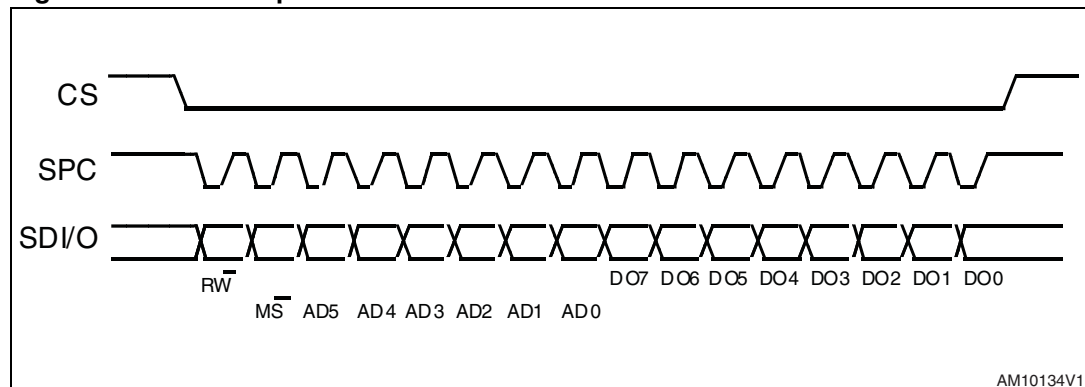 CS
SPC
SDI/O
RW DO7 DO6 DO5 DO4 DO3 DO2 DO1 DO0
MS AD5 AD4 AD3 AD2 AD1 AD0
AM10134V1